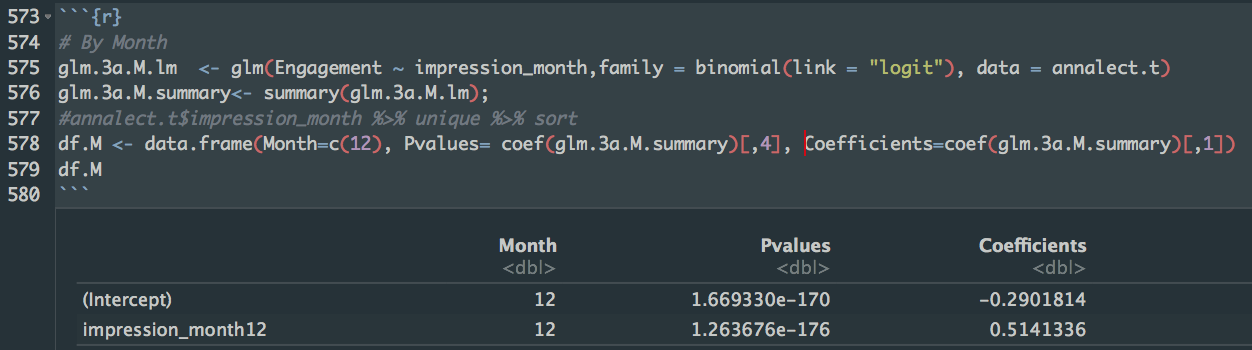 573 ```{r}
574 # By Month
575 glm.3a.M.lm  <- glm(Engagement ~ impression_month,family = binomial(link = "logit"), data = annalect.t)
576 glm.3a.M.summary<- summary(glm.3a.M.lm);
577 #annalect.t$impression_month %>% unique %>% sort
578 df.M <- data.frame(Month=c(12), Pvalues= coef(glm.3a.M.summary)[,4], Coefficients=coef(glm.3a.M.summary)[,1])
579 df.M
580 ```
Month Pvalues Coefficients
<dbl> <dbl> <dbl>
(Intercept) 12 1.669330e-170 -0.2901814
impression_month12 12 1.263676e-176 0.5141336